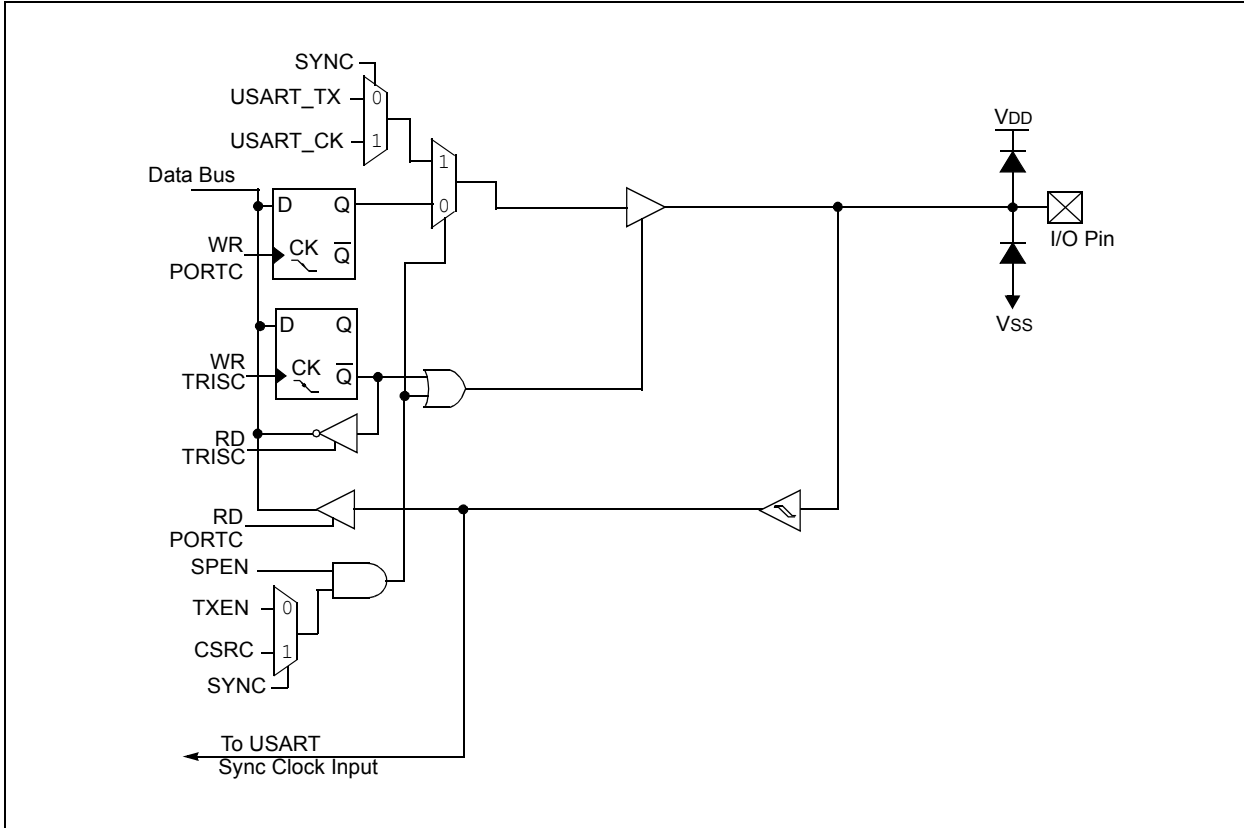 SYNC
USART_TX
0
USART_CK
1
1
0
VDD
I/O Pin
VSS
Data Bus
D
Q
WR
PORTC
CK
Q
D
Q
WR
TRISC
CK
Q
RD
TRISC
RD
PORTC
SPEN
TXEN
0
CSRC
1
SYNC
To USART
Sync Clock Input